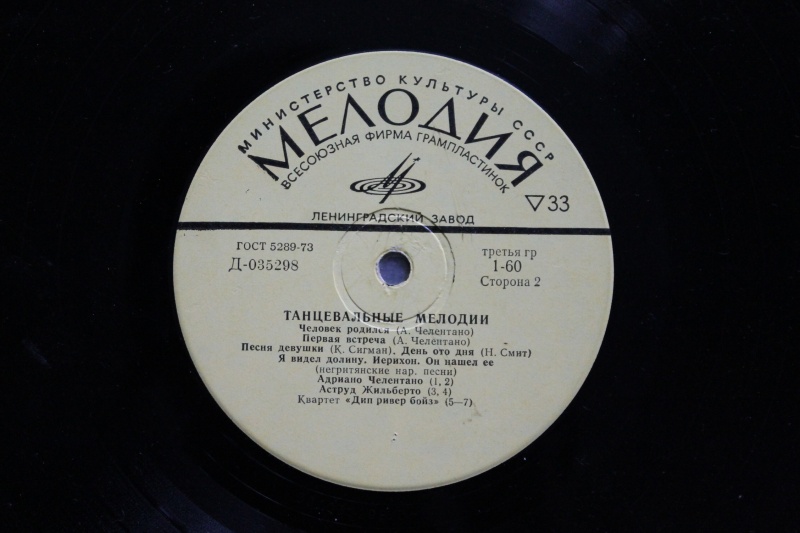 МИНИСТЕРСТВО КУЛЬТУРЫ СССР
МЕЛОДИЯ
ВСЕСОЮЗНАЯ ФИРМА ГРАМПЛАСТИНОК
▽33
ЛЕНИНГРАДСКИЙ ЗАВОД
ГОСТ 5289-73
Д-035298
третья гр
1-60
Сторона 2
ТАНЦЕВАЛЬНЫЕ МЕЛОДИИ
Человек родился (А. Челентано)
Первая встреча (А. Челентано)
Песня девушки (К. Сигман). День ото дня (Н. Смит)
Я видел долину. Иерихон. Он нашел ее
(негритянские нар. песни)
Адриано Челентано (1, 2)
Аструд Жильберто (3, 4)
Квартет «Дип ривер бойз» (5—7)